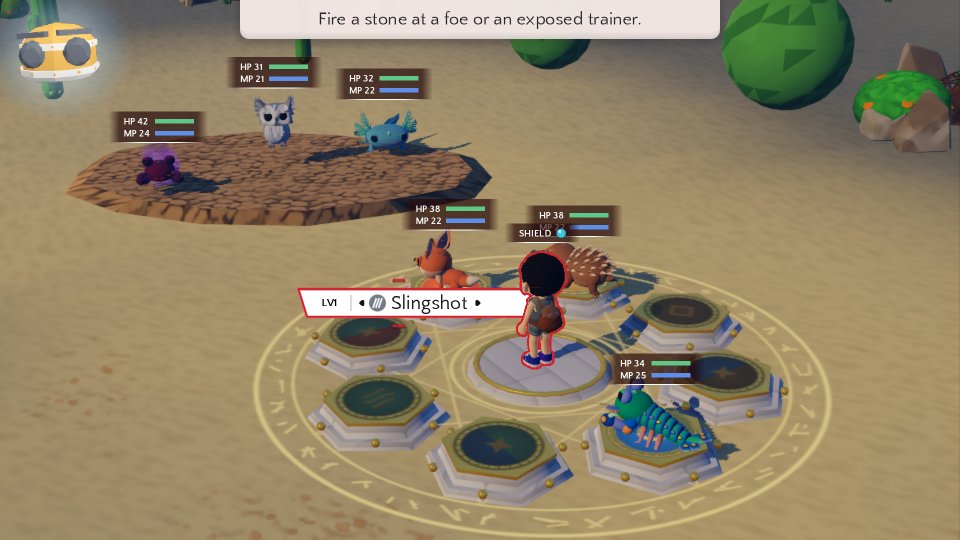 Fire a stone at a foe or an exposed trainer.
HP 31
MP 21
HP 32
MP 22
HP 42
MP 24
HP 38
MP 22
HP 38
SHIELD
LV1 Slingshot
HP 34
MP 25